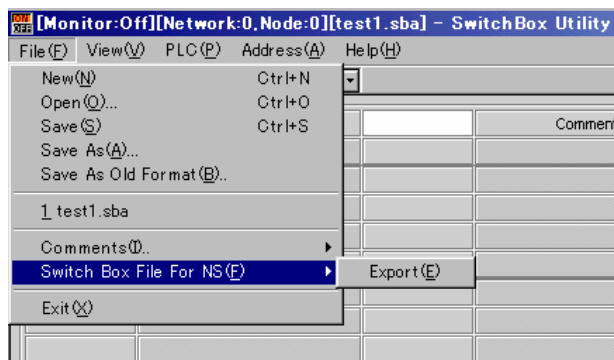 [Monitor:Off][Network:0,Node:0][test1.sba] - SwitchBox Utility
File(F) View(V) PLC(P) Address(A) Help(H)
New(N) Ctrl+N
Open(O)... Ctrl+O
Save(S) Ctrl+S
Save As(A)...
Save As Old Format(B)..
Commen
1 test1.sba
Comments(I)..
Switch Box File For NS(F) Export(E)
Exit(X)